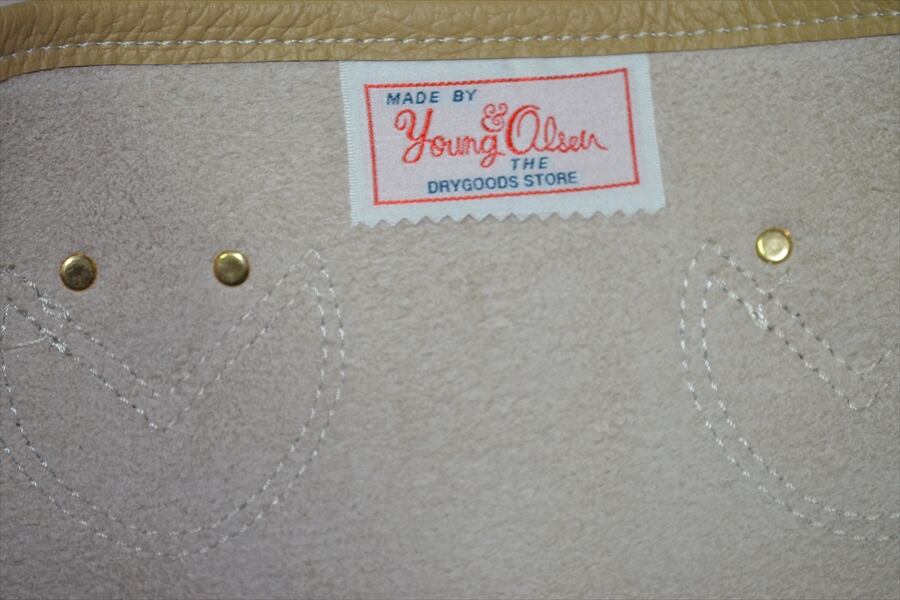 MADE BY
Young & Olsen
THE
DRYGOODS STORE